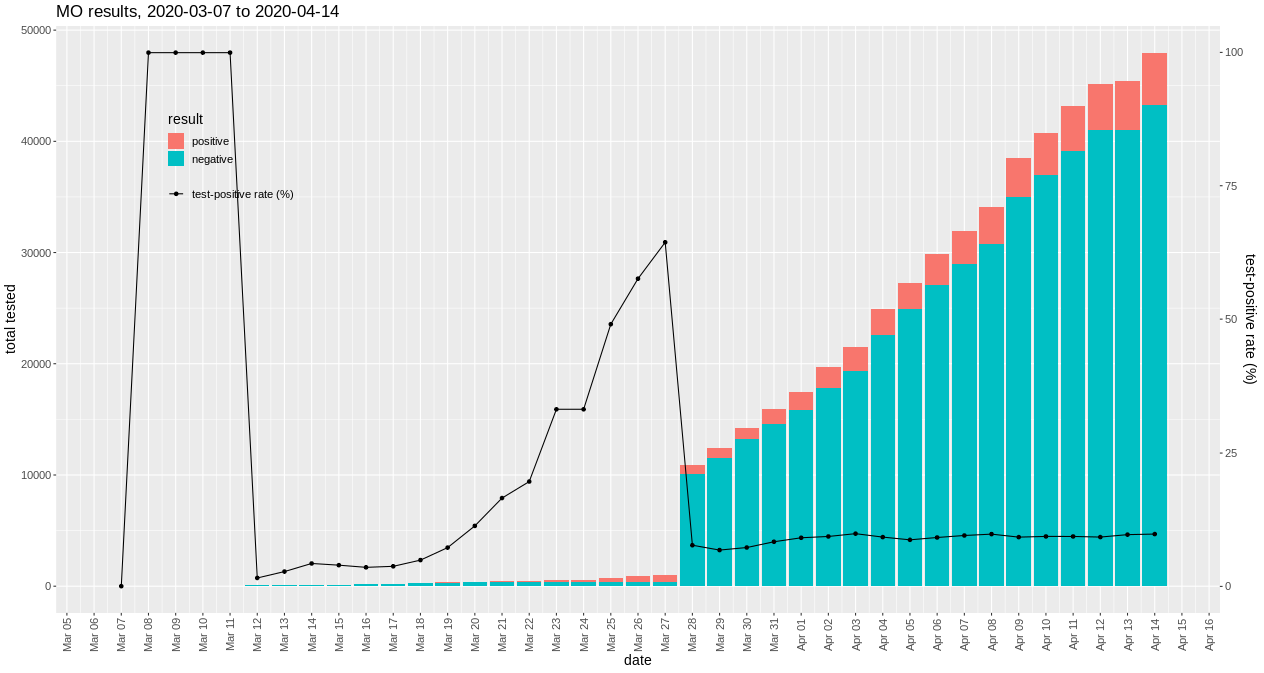 MO results, 2020-03-07 to 2020-04-14
50000
40000
30000
20000
10000
0
total tested
result
positive
negative
test-positive rate (%)
100
75
50
25
0
test-positive rate (%)
Mar 05
Mar 06
Mar 07
Mar 08
Mar 09
Mar 10
Mar 11
Mar 12
Mar 13
Mar 14
Mar 15
Mar 16
Mar 17
Mar 18
Mar 19
Mar 20
Mar 21
Mar 22
Mar 23
Mar 24
Mar 25
Mar 26
Mar 27
Mar 28
Mar 29
Mar 30
Mar 31
Apr 01
Apr 02
Apr 03
Apr 04
Apr 05
Apr 06
Apr 07
Apr 08
Apr 09
Apr 10
Apr 11
Apr 12
Apr 13
Apr 14
Apr 15
Apr 16
date